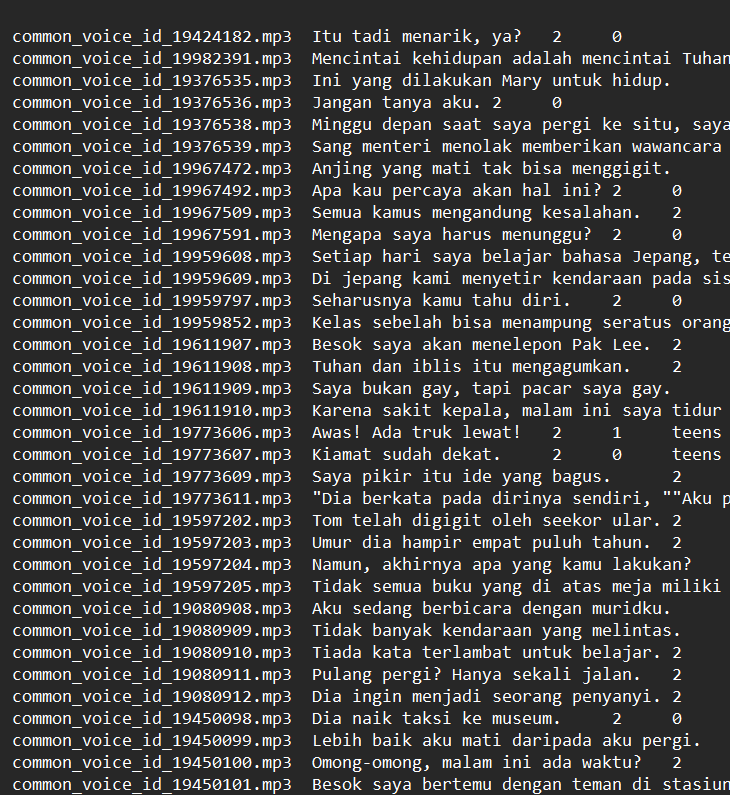 common_voice_id_19424182.mp3 Itu tadi menarik, ya? 2 0
common_voice_id_19982391.mp3 Mencintai kehidupan adalah mencintai Tuhan
common_voice_id_19376535.mp3 Ini yang dilakukan Mary untuk hidup.
common_voice_id_19376536.mp3 Jangan tanya aku. 2 0
common_voice_id_19376538.mp3 Minggu depan saat saya pergi ke situ, saya
common_voice_id_19376539.mp3 Sang menteri menolak memberikan wawancara
common_voice_id_19967472.mp3 Anjing yang mati tak bisa menggigit.
common_voice_id_19967492.mp3 Apa kau percaya akan hal ini? 2 0
common_voice_id_19967509.mp3 Semua kamus mengandung kesalahan. 2
common_voice_id_19967591.mp3 Mengapa saya harus menunggu? 2 0
common_voice_id_19959608.mp3 Setiap hari saya belajar bahasa Jepang, te
common_voice_id_19959609.mp3 Di jepang kami menyetir kendaraan pada sis
common_voice_id_19959797.mp3 Seharusnya kamu tahu diri. 2 0
common_voice_id_19959852.mp3 Kelas sebelah bisa menampung seratus orang
common_voice_id_19611907.mp3 Besok saya akan menelepon Pak Lee. 2
common_voice_id_19611908.mp3 Tuhan dan iblis itu mengagumkan. 2
common_voice_id_19611909.mp3 Saya bukan gay, tapi pacar saya gay.
common_voice_id_19611910.mp3 Karena sakit kepala, malam ini saya tidur
common_voice_id_19773606.mp3 Awas! Ada truk lewat! 2 1 teens
common_voice_id_19773607.mp3 Kiamat sudah dekat. 2 0 teens
common_voice_id_19773609.mp3 Saya pikir itu ide yang bagus. 2
common_voice_id_19773611.mp3 "Dia berkata pada dirinya sendiri, ""Aku p
common_voice_id_19597202.mp3 Tom telah digigit oleh seekor ular. 2
common_voice_id_19597203.mp3 Umur dia hampir empat puluh tahun. 2
common_voice_id_19597204.mp3 Namun, akhirnya apa yang kamu lakukan?
common_voice_id_19597205.mp3 Tidak semua buku yang di atas meja miliki
common_voice_id_19080908.mp3 Aku sedang berbicara dengan muridku.
common_voice_id_19080909.mp3 Tidak banyak kendaraan yang melintas.
common_voice_id_19080910.mp3 Tiada kata terlambat untuk belajar. 2
common_voice_id_19080911.mp3 Pulang pergi? Hanya sekali jalan. 2
common_voice_id_19080912.mp3 Dia ingin menjadi seorang penyanyi. 2
common_voice_id_19450098.mp3 Dia naik taksi ke museum. 2 0
common_voice_id_19450099.mp3 Lebih baik aku mati daripada aku pergi.
common_voice_id_19450100.mp3 Omong-omong, malam ini ada waktu? 2
common_voice_id_19450101.mp3 Besok saya bertemu dengan teman di stasiun